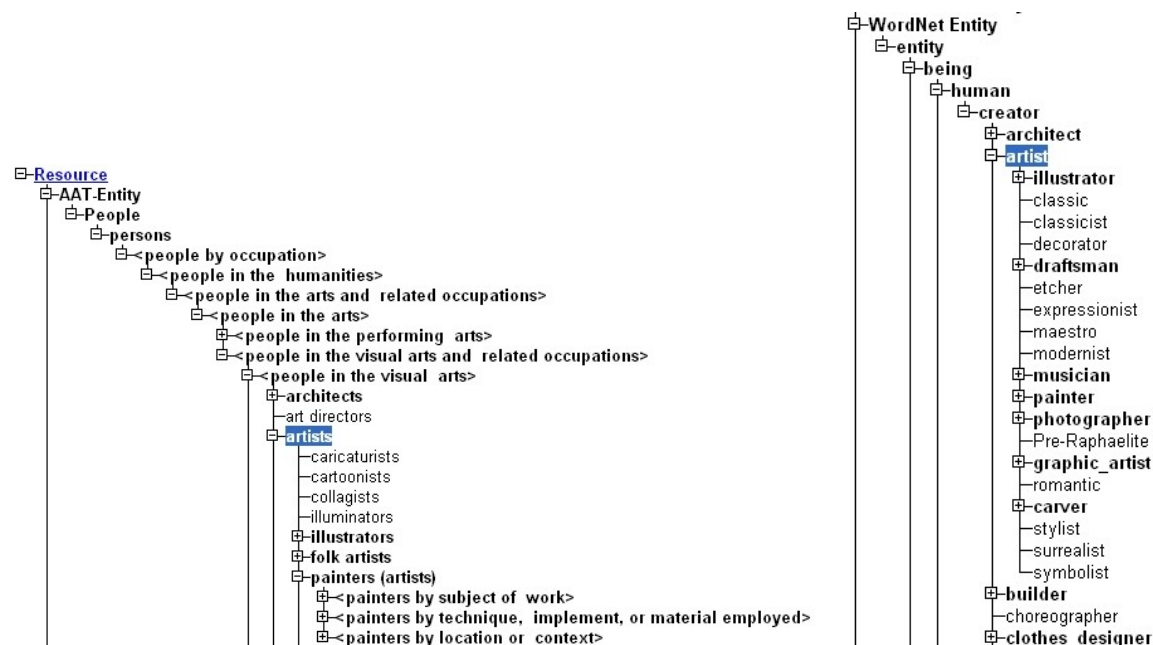 Resource
AAT-Entity
People
persons
<people by occupation>
<people in the humanities>
<people in the arts and related occupations>
<people in the arts>
<people in the performing arts>
<people in the visual arts and related occupations>
<people in the visual arts>
architects
art directors
artists
caricaturists
cartoonists
collagists
illuminators
illustrators
folk artists
painters (artists)
<painters by subject of work>
<painters by technique, implement, or material employed>
<painters by location or context>
WordNet Entity
entity
being
human
creator
architect
artist
illustrator
classic
classicist
decorator
draftsman
etcher
expressionist
maestro
modernist
musician
painter
photographer
Pre-Raphaelite
graphic_artist
romantic
carver
stylist
surrealist
symbolist
builder
choreographer
clothes_designer